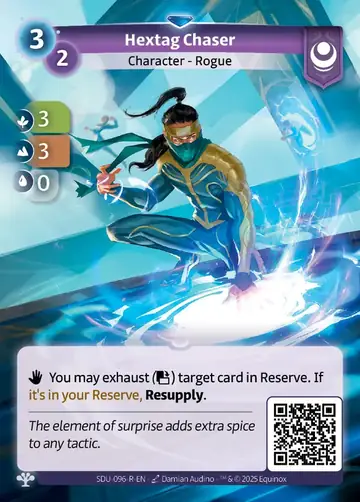 3
Hextag Chaser
2
Character - Rogue
3
3
0
You may exhaust () target card in Reserve. If
it's in your Reserve, Resupply.
The element of surprise adds extra spice
to any tactic.
SDU-096-R-EN Damian Audino - ™ & © 2025 Equinox